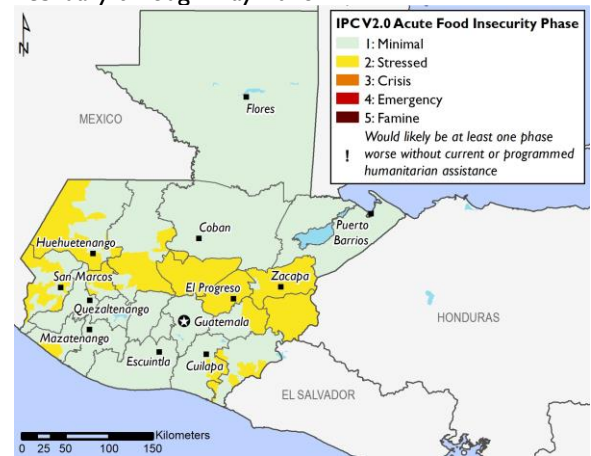 IPC V2.0 Acute Food Insecurity Phase
1: Minimal
2: Stressed
3: Crisis
4: Emergency
5: Famine
Would likely be at least one phase
! worse without current or programmed
humanitarian assistance
MEXICO
Flores
Coban
Puerto
Barrios
Huehuetenango
San Marcos
Zacapa
El Progreso
Quezaltenango
Guatemala
HONDURAS
Mazatenango
Escuintla
Cuilapa
EL SALVADOR
Kilometers
0 25 50 100 150